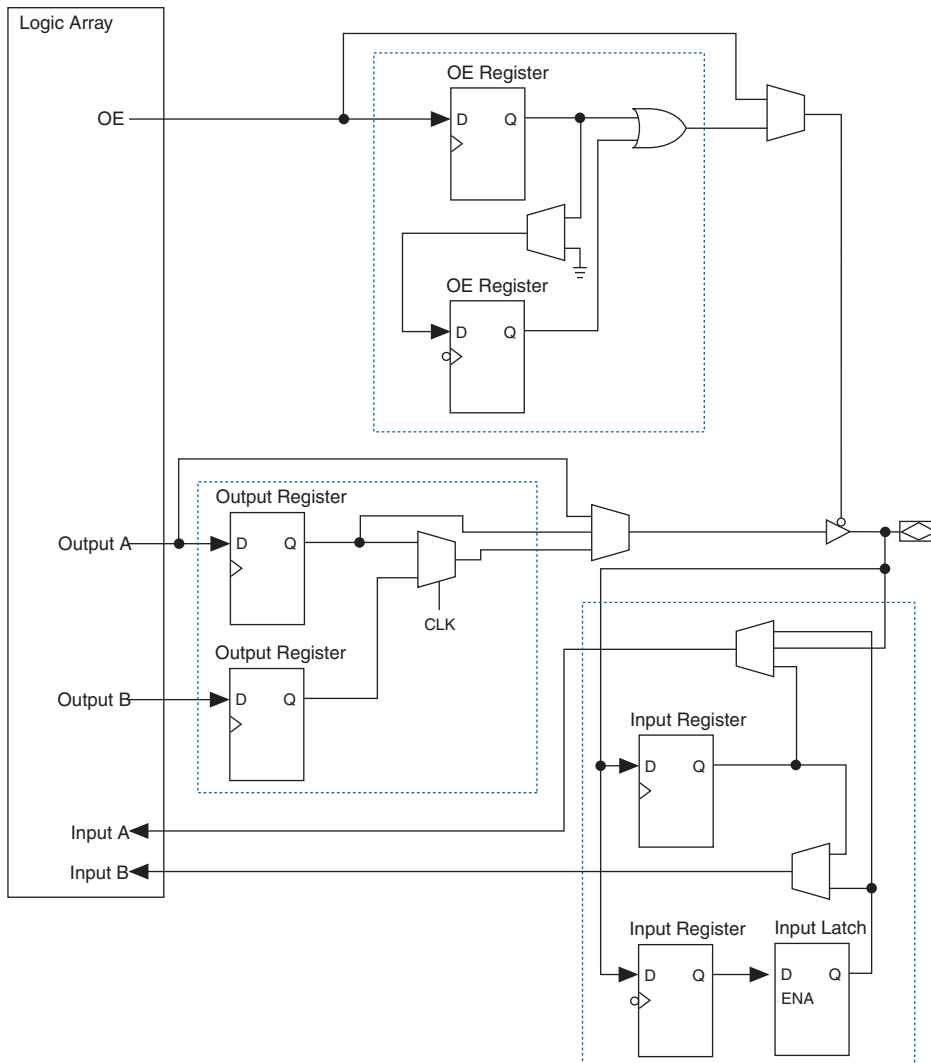 Logic Array
OE Register
OE
D Q
OE Register
D Q
Output Register
Output A
D Q
CLK
Output Register
Output B
D Q
Input Register
D Q
Input A
Input B
Input Register
Input Latch
D Q
D Q
ENA